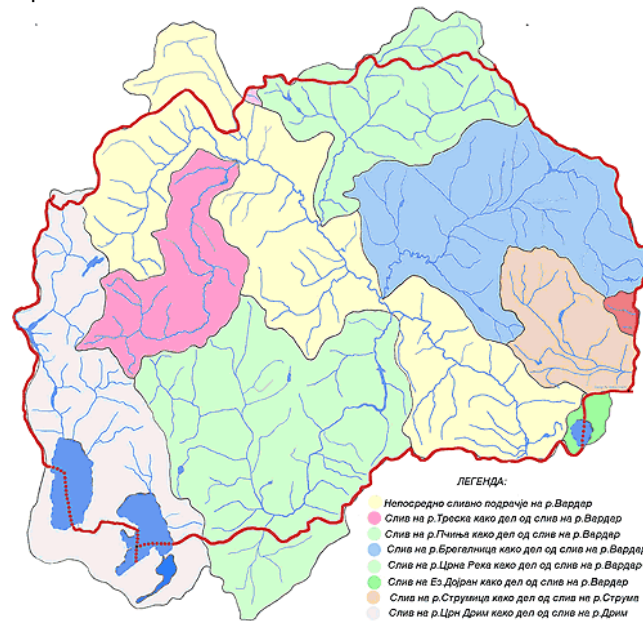 ЛЕГЕНДА:
Непосредно сливно подрачје на р.Вардар
Слив на р.Треска како дел од слив на р.Вардар
Слив на р.Пчиња како дел од слив на р.Вардар
Слив на р.Брегалница како дел од слив на р.Вардар
Слив на р.Црна Река како дел од слив на р.Вардар
Слив на Ез.Дојран како дел од слив на р.Вардар
Слив на р.Струмица како дел од слив на р.Струма
Слив на р.Црн Дрим како дел од слив на р.Дрим